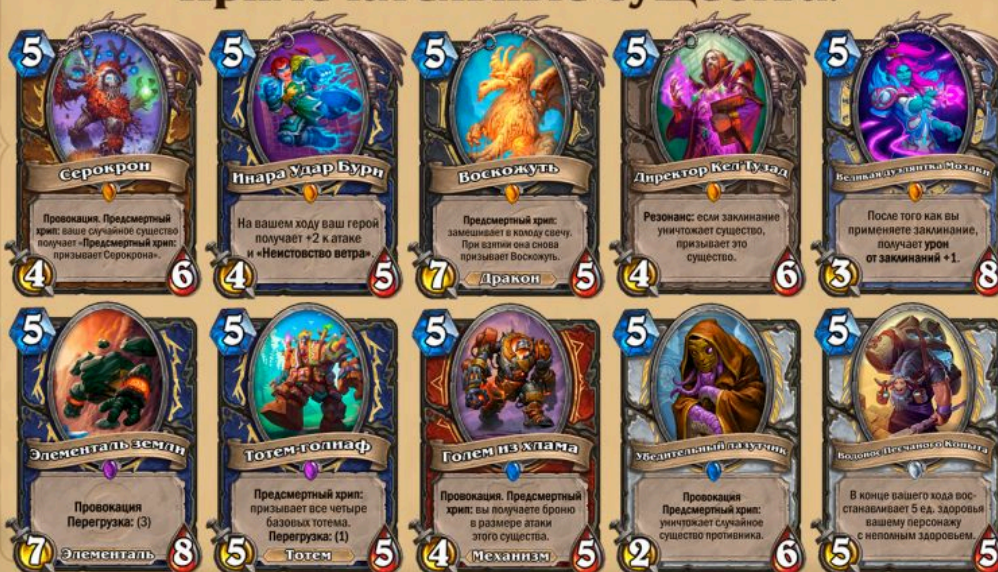 5
5
5
5
5
Серокрон
Инара Удар Бури
Воскожуть
Директор Кел'Тузад
Великая дуэлянтка Мозаки
Провокация. Предсмертный
хрип: ваше случайное существо
получает «Предсмертный хрип:
призывает Серокрона».
4
6
На вашем ходу ваш герой
получает +2 к атаке
и «Неистовство ветра».
4
5
Предсмертный хрип:
замешивает в колоду свечу.
При взятии она снова
призывает Воскожуть.
7
Дракон
5
Резонанс: если заклинание
уничтожает существо,
призывает это
существо.
4
5
После того как вы
применяете заклинание,
получает урон
от заклинаний +1.
3
8
5
5
5
5
5
Элементаль земли
Тотем-голиаф
Голем из хлама
Убедительный лазутчик
Водонос Песчаного Копыта
Провокация
Перегрузка: (3)
7
Элементаль
8
Предсмертный хрип:
призывает все четыре
базовых тотема.
Перегрузка: (1)
5
Тотем
5
Провокация. Предсмертный
хрип: вы получаете броню
в размере атаки
этого существа.
4
Механизм
5
Провокация
Предсмертный хрип:
уничтожает случайное
существо противника.
2
6
В конце вашего хода вос-
станавливает 5 ед. здоровья
вашему персонажу
с неполным здоровьем.
5
5